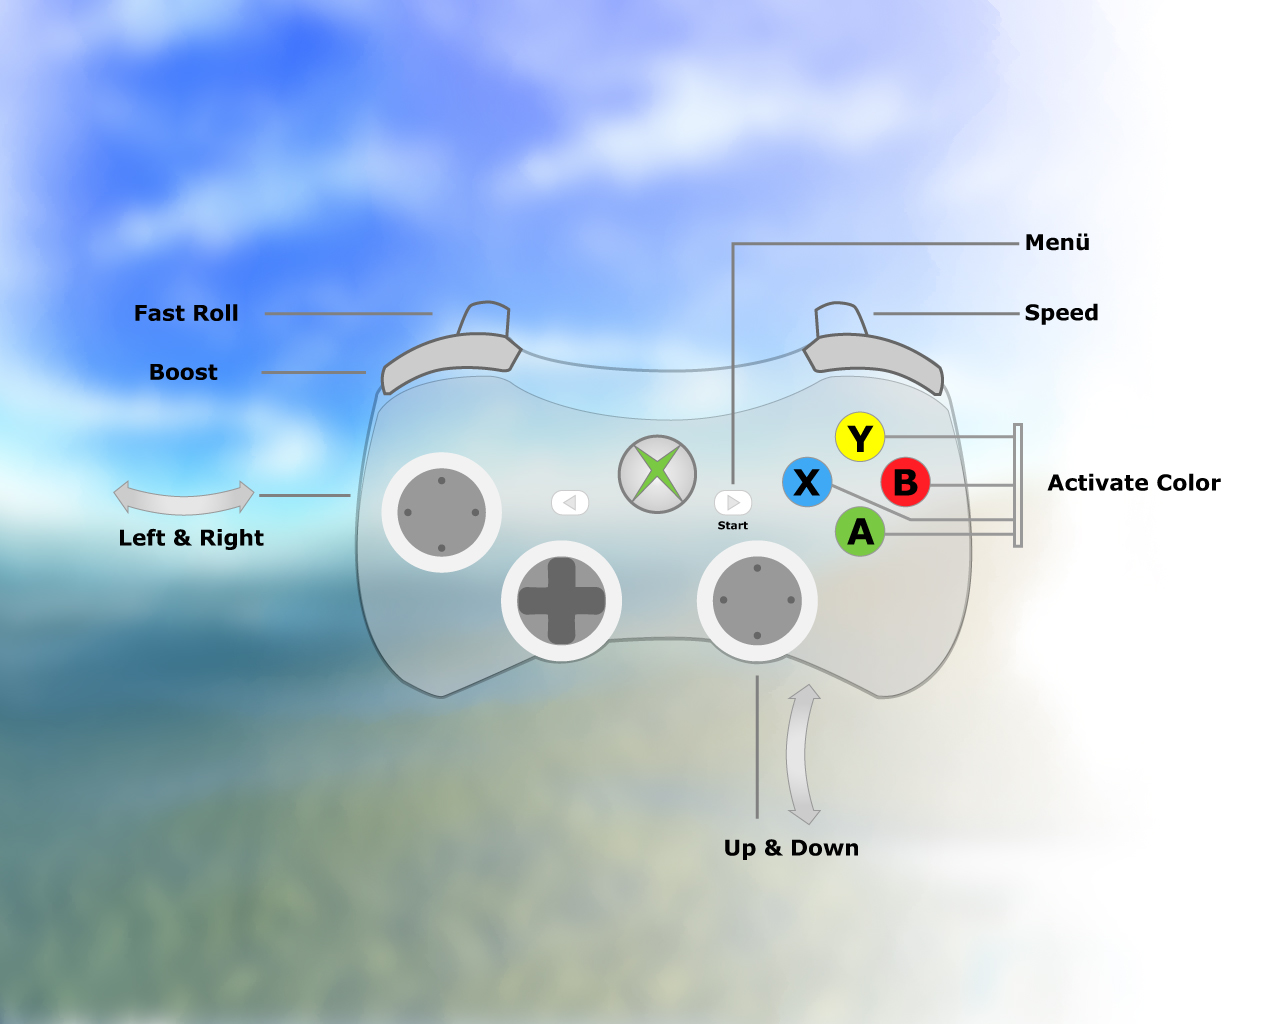 Menü
Fast Roll
Speed
Boost
Y
X
B
Activate Color
Start
A
Left & Right
Up & Down